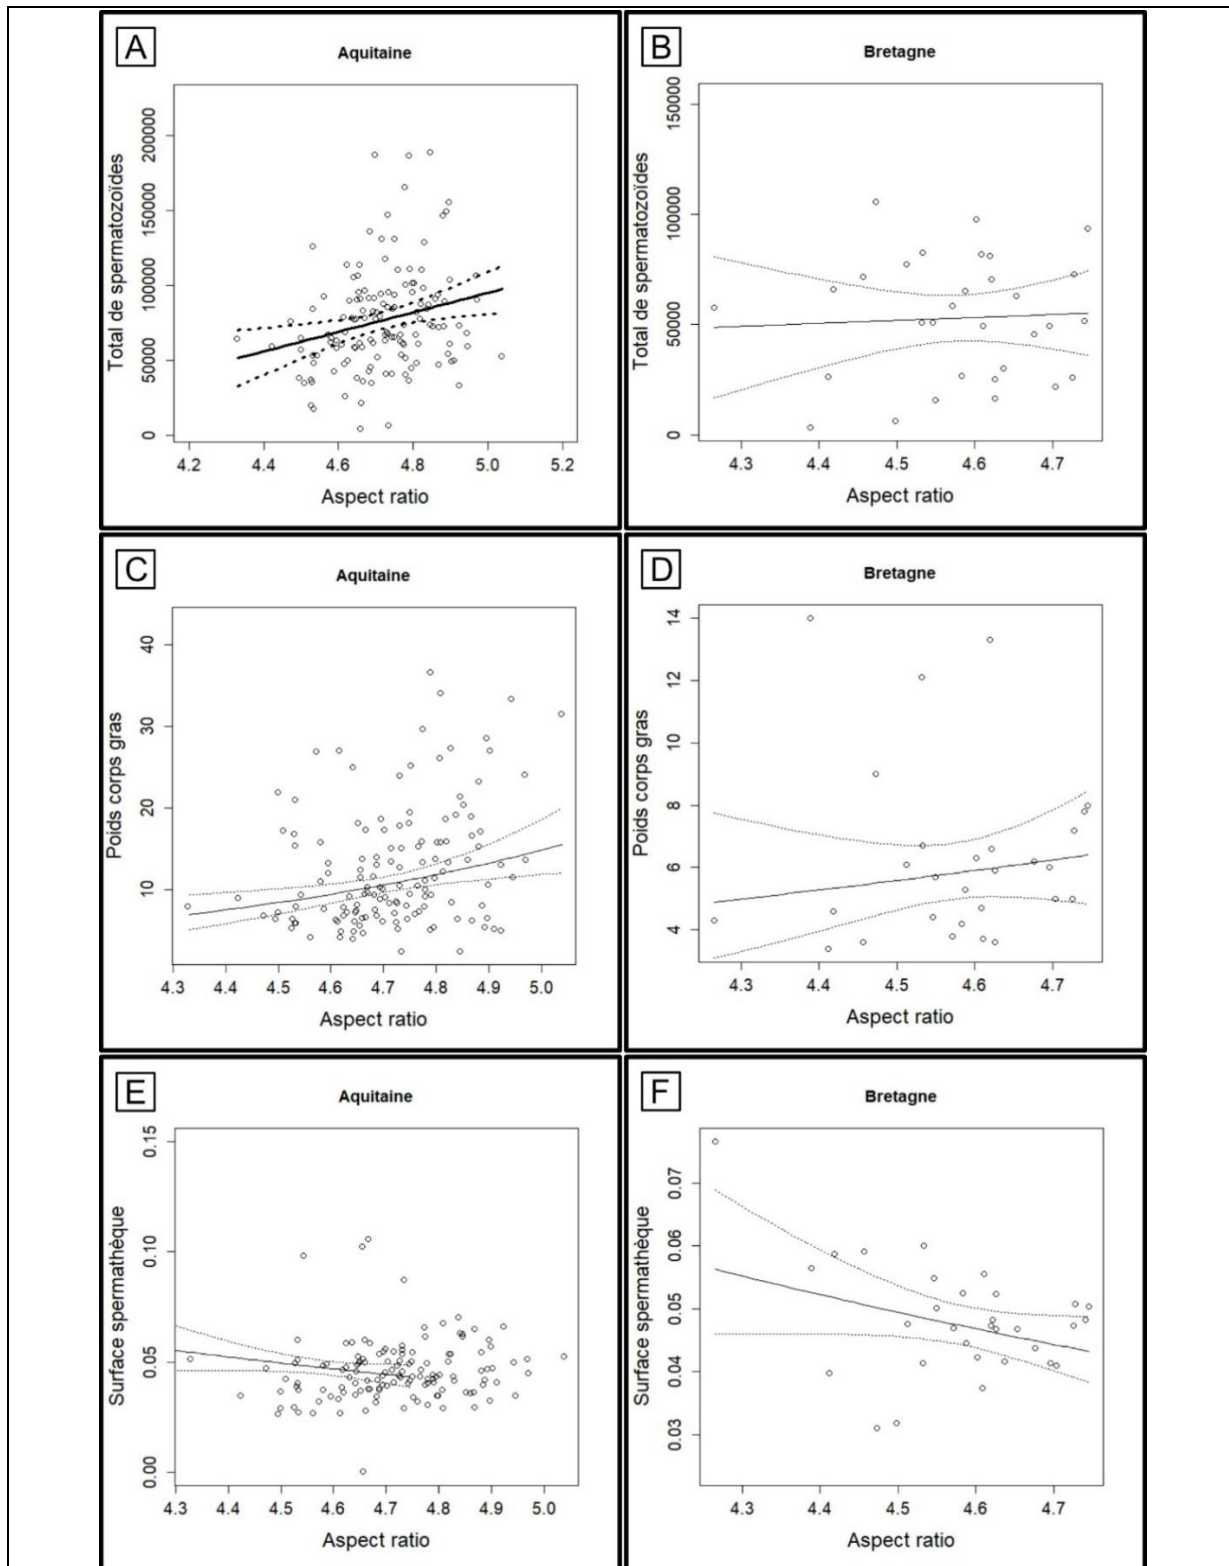 A
Aquitaine
Total de spermatozoïdes
200000
150000
100000
50000
0
4.2 4.4 4.6 4.8 5.0 5.2
Aspect ratio
B
Bretagne
Total de spermatozoïdes
150000
100000
50000
0
4.3 4.4 4.5 4.6 4.7
Aspect ratio
C
Aquitaine
Poids corps gras
40
30
20
10
4.3 4.4 4.5 4.6 4.7 4.8 4.9 5.0
Aspect ratio
D
Bretagne
Poids corps gras
14
12
10
8
6
4
4.3 4.4 4.5 4.6 4.7
Aspect ratio
E
Aquitaine
Surface spermathèque
0.15
0.10
0.05
0.00
4.3 4.4 4.5 4.6 4.7 4.8 4.9 5.0
Aspect ratio
F
Bretagne
Surface spermathèque
0.07
0.06
0.05
0.04
0.03
4.3 4.4 4.5 4.6 4.7
Aspect ratio